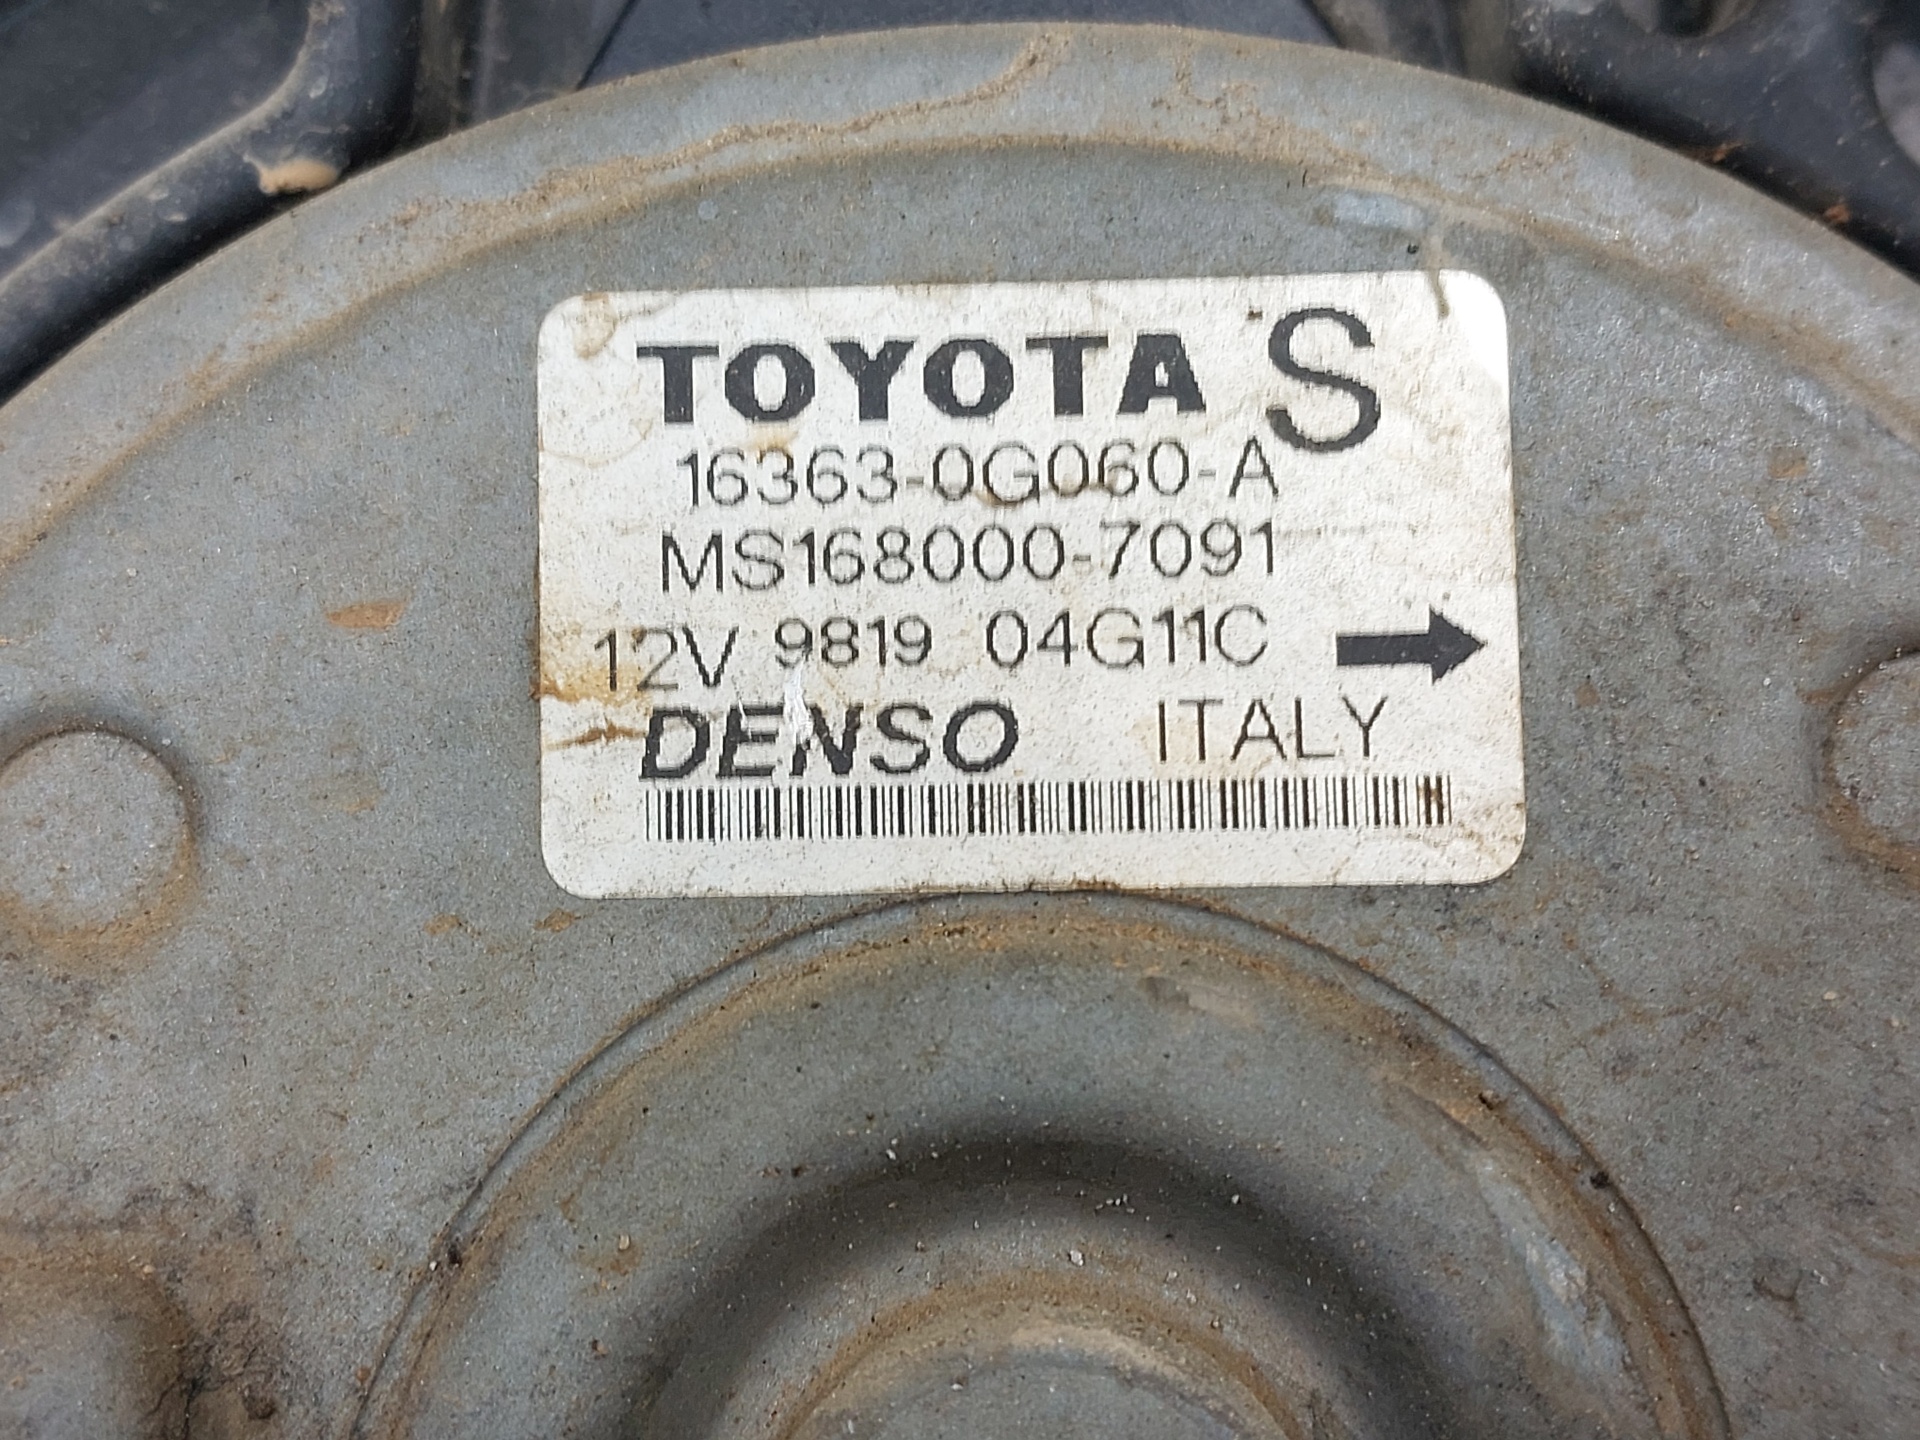 TOYOTA S
16363-0G060-A
MS168000-7091
12V 9819 04G11C
DENSO ITALY